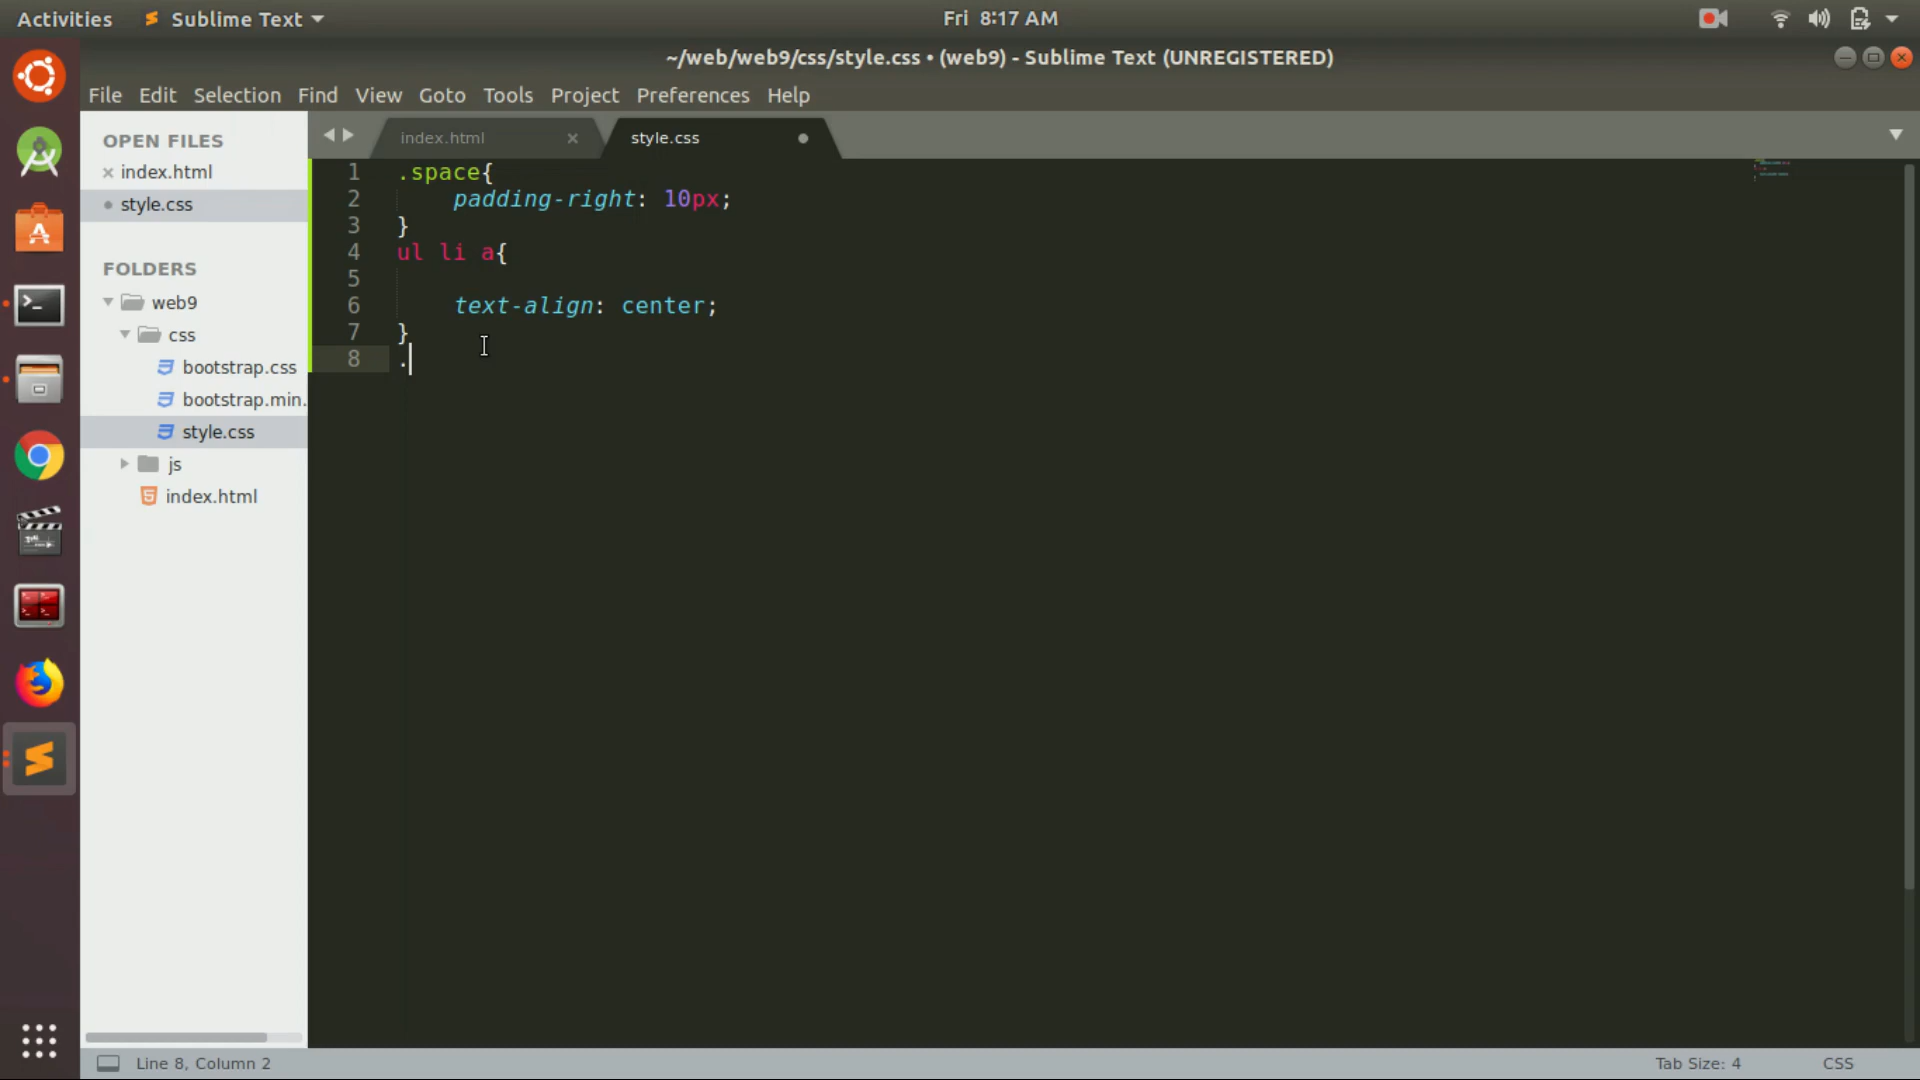 Activities
Sublime Text
Fri 8:17 AM
~/web/web9/css/style.css • (web9) - Sublime Text (UNREGISTERED)
File Edit Selection Find View Goto Tools Project Preferences Help
OPEN FILES
index.html
style.css
FOLDERS
web9
css
bootstrap.css
bootstrap.min.
style.css
js
index.html
index.html
style.css
1 .space{
2 padding-right: 10px;
3 }
4 ul li a{
5
6 text-align: center;
7 }
8 .
Line 8, Column 2
Tab Size: 4
CSS